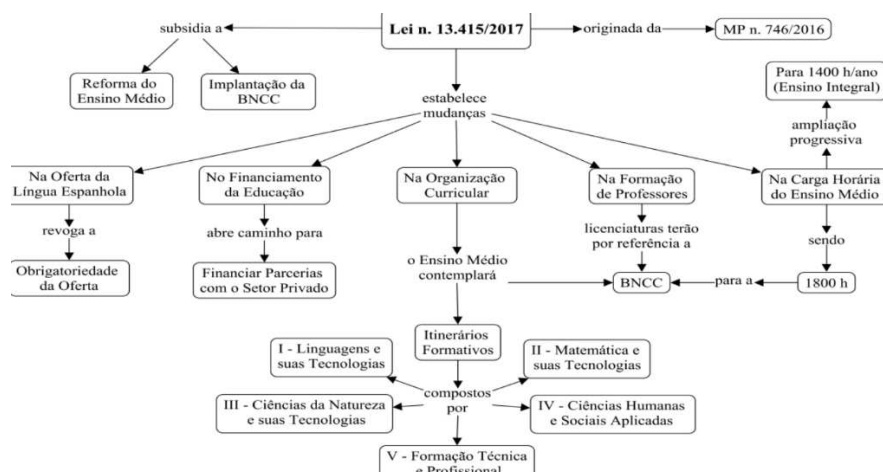 subsidia a
Lei n. 13.415/2017
originada da
MP n. 746/2016
Reforma do
Ensino Médio
Implantação da
BNCC
Para 1400 h/ano
(Ensino Integral)
estabelece
mudanças
ampliação
progressiva
Na Oferta da
Língua Espanhola
No Financiamento
da Educação
Na Organização
Curricular
Na Formação
de Professores
Na Carga Horária
do Ensino Médio
revoga a
abre caminho para
licenciaturas terão
por referência a
sendo
Obrigatoriedade
da Oferta
Financiar Parcerias
com o Setor Privado
o Ensino Médio
contemplará
BNCC
para a
1800 h
Itinerários
Formativos
I - Linguagens e
suas Tecnologias
II - Matemática e
suas Tecnologias
compostos
por
III - Ciências da Natureza
e suas Tecnologias
IV - Ciências Humanas
e Sociais Aplicadas
V - Formação Técnica
e Profissional